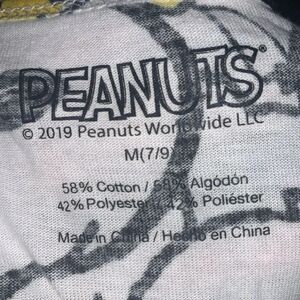 PEANUTS®
© 2019 Peanuts Worldwide LLC
M(7/9)
58% Cotton / 58% Algodón
42% Polyester / 42% Poliéster
Made in China / Hecho en China